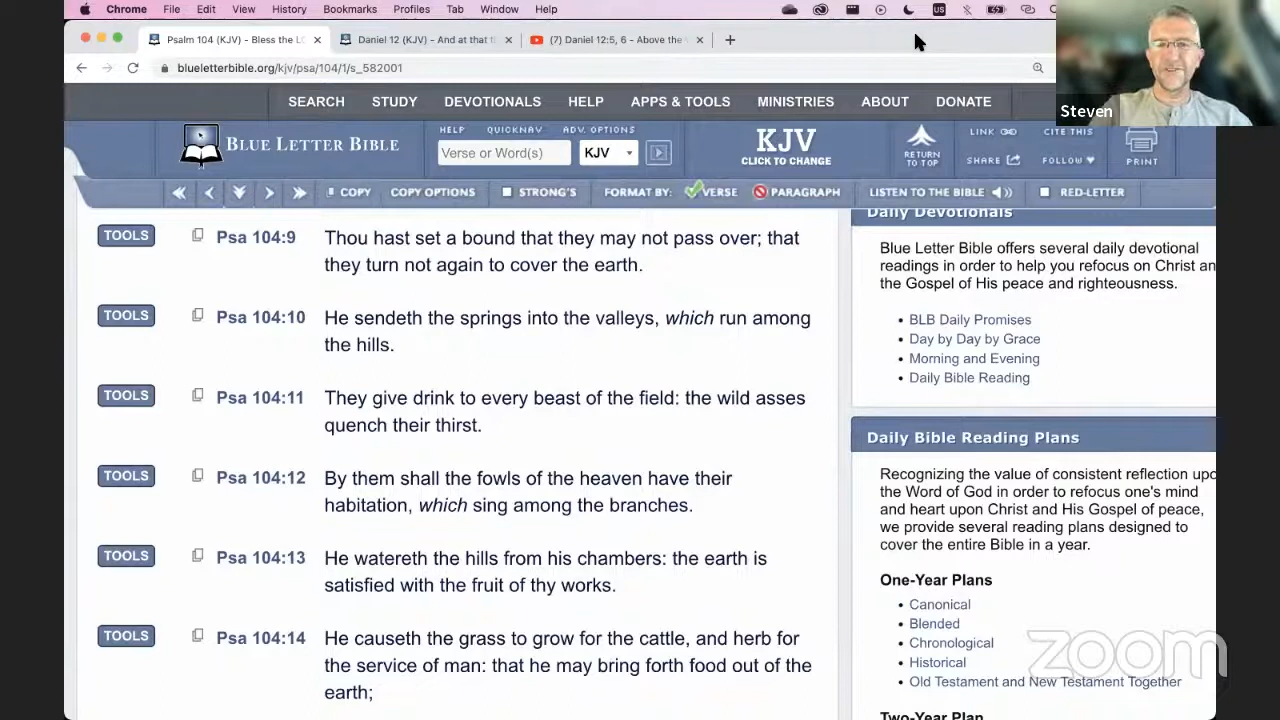 Chrome File Edit View History Bookmarks Profiles Tab Window Help US
Psalm 104 (KJV) - Bless the LO × Daniel 12 (KJV) - And at that ti × (7) Daniel 12:5, 6 - Above the × +
blueletterbible.org/kjv/psa/104/1/s_582001
Steven
SEARCH STUDY DEVOTIONALS HELP APPS & TOOLS MINISTRIES ABOUT DONATE
BLUE LETTER BIBLE
HELP QUICKNAV ADV. OPTIONS
Verse or Word(s) KJV
KJV
CLICK TO CHANGE
RETURN
TO TOP
LINK CITE THIS
SHARE FOLLOW
PRINT
COPY COPY OPTIONS STRONG'S FORMAT BY: VERSE PARAGRAPH LISTEN TO THE BIBLE RED-LETTER
TOOLS Psa 104:9 Thou hast set a bound that they may not pass over; that
they turn not again to cover the earth.
TOOLS Psa 104:10 He sendeth the springs into the valleys, which run among
the hills.
TOOLS Psa 104:11 They give drink to every beast of the field: the wild asses
quench their thirst.
TOOLS Psa 104:12 By them shall the fowls of the heaven have their
habitation, which sing among the branches.
TOOLS Psa 104:13 He watereth the hills from his chambers: the earth is
satisfied with the fruit of thy works.
TOOLS Psa 104:14 He causeth the grass to grow for the cattle, and herb for
the service of man: that he may bring forth food out of the
earth;
Daily Devotionals
Blue Letter Bible offers several daily devotional
readings in order to help you refocus on Christ an
the Gospel of His peace and righteousness.
• BLB Daily Promises
• Day by Day by Grace
• Morning and Evening
• Daily Bible Reading
Daily Bible Reading Plans
Recognizing the value of consistent reflection upo
the Word of God in order to refocus one's mind
and heart upon Christ and His Gospel of peace,
we provide several reading plans designed to
cover the entire Bible in a year.
One-Year Plans
• Canonical
• Blended
• Chronological
• Historical
• Old Testament and New Testament Together
Two-Year Plan
zoom